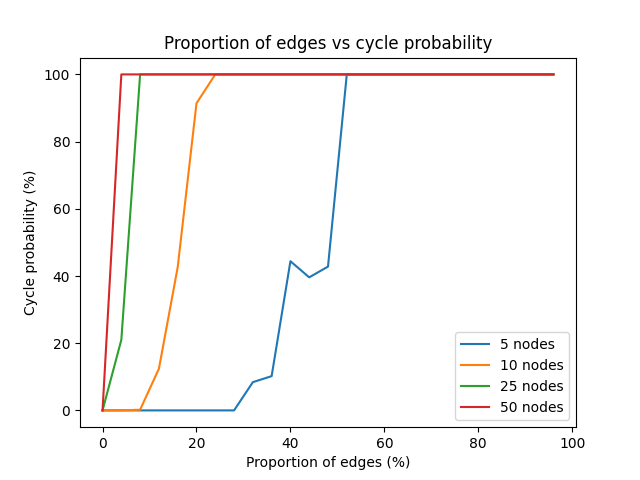 Proportion of edges vs cycle probability
Cycle probability (%)
100
80
60
40
20
0
5 nodes
10 nodes
25 nodes
50 nodes
0 20 40 60 80 100
Proportion of edges (%)